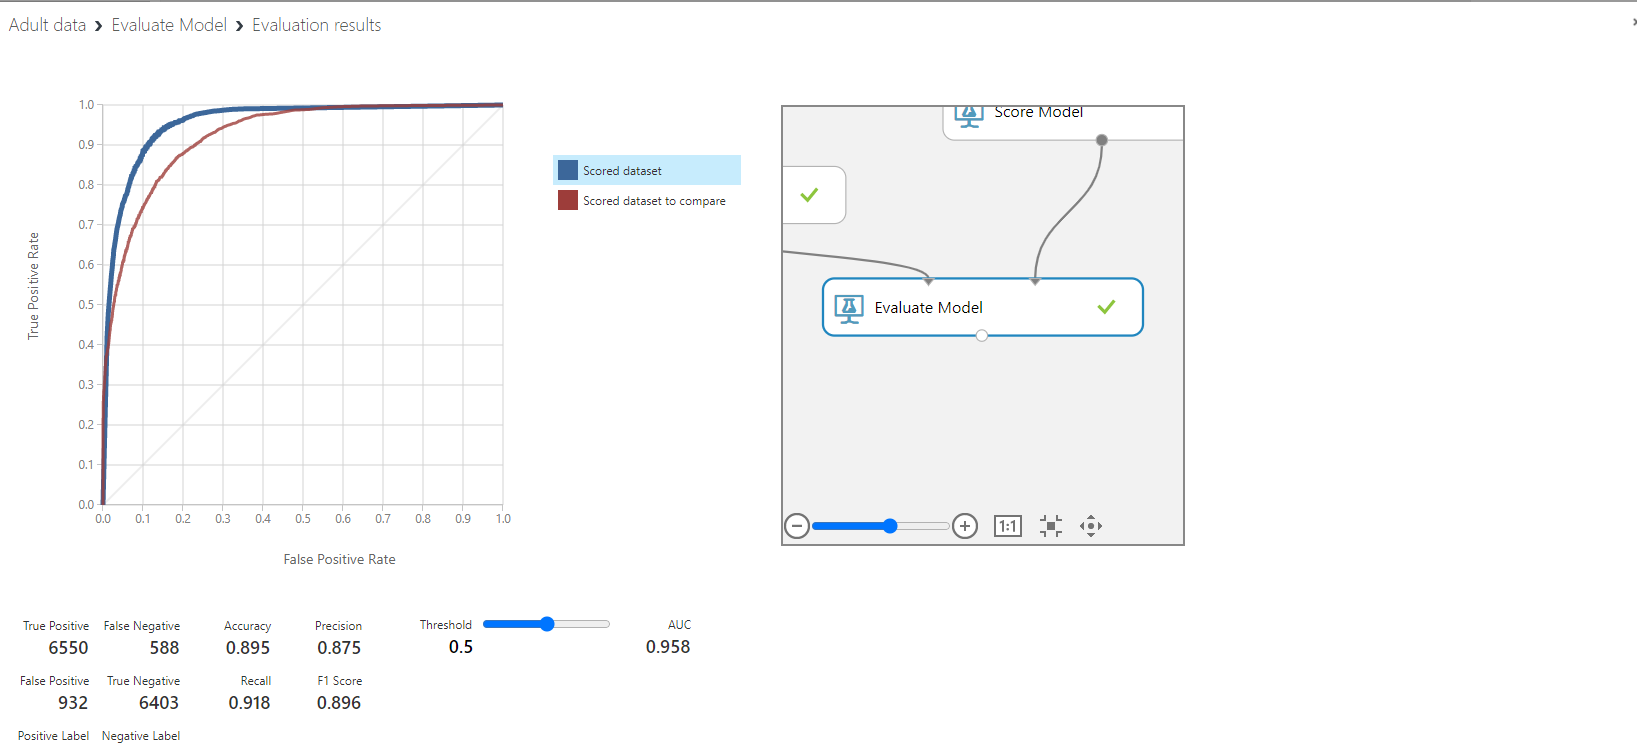 Adult data › Evaluate Model › Evaluation results
1.0
0.9
0.8
0.7
0.6
0.5
0.4
0.3
0.2
0.1
0.0
True Positive Rate
0.0 0.1 0.2 0.3 0.4 0.5 0.6 0.7 0.8 0.9 1.0
False Positive Rate
Scored dataset
Scored dataset to compare
Score Model
Evaluate Model
1:1
True Positive False Negative Accuracy Precision Threshold AUC
6550 588 0.895 0.875 0.5 0.958
False Positive True Negative Recall F1 Score
932 6403 0.918 0.896
Positive Label Negative Label